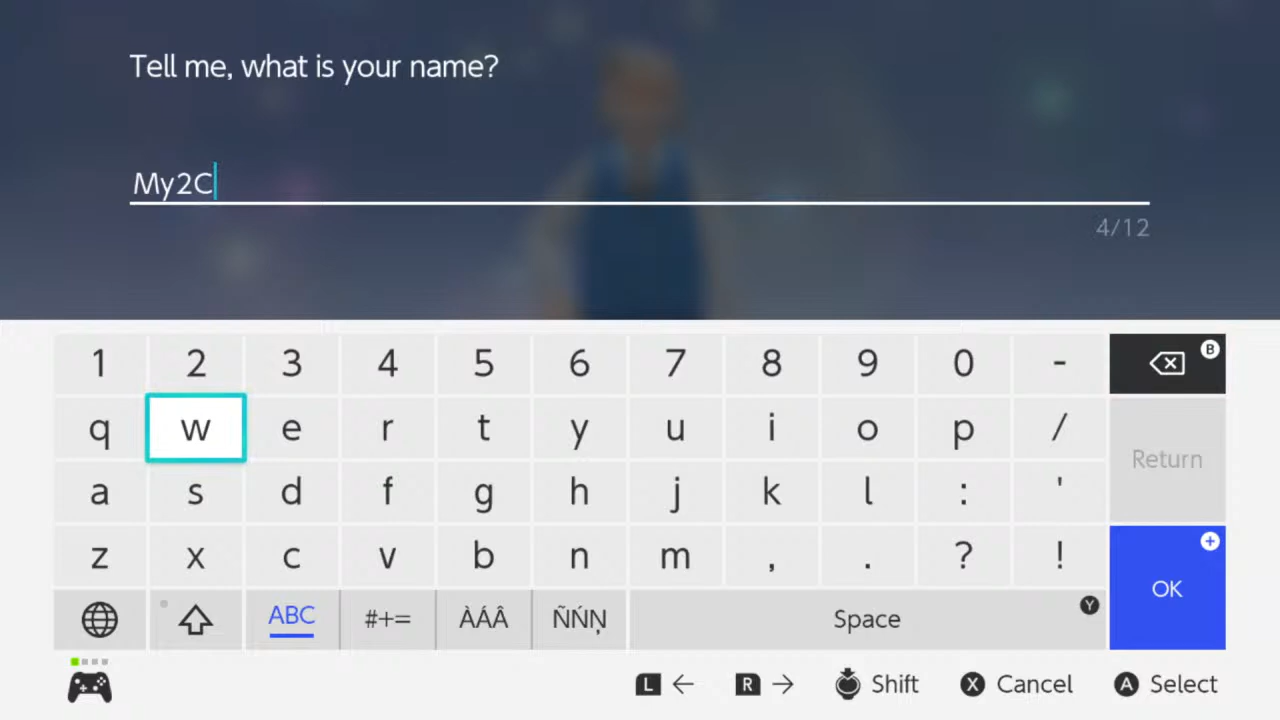 Tell me, what is your name?
My2C
4/12
1 2 3 4 5 6 7 8 9 0 - B
q w e r t y u i o p / Return
a s d f g h j k l : '
z x c v b n m , . ? ! +
ABC #+= ÀÁÂ ÑŃŅ Space Y OK
L ← R → Shift X Cancel A Select